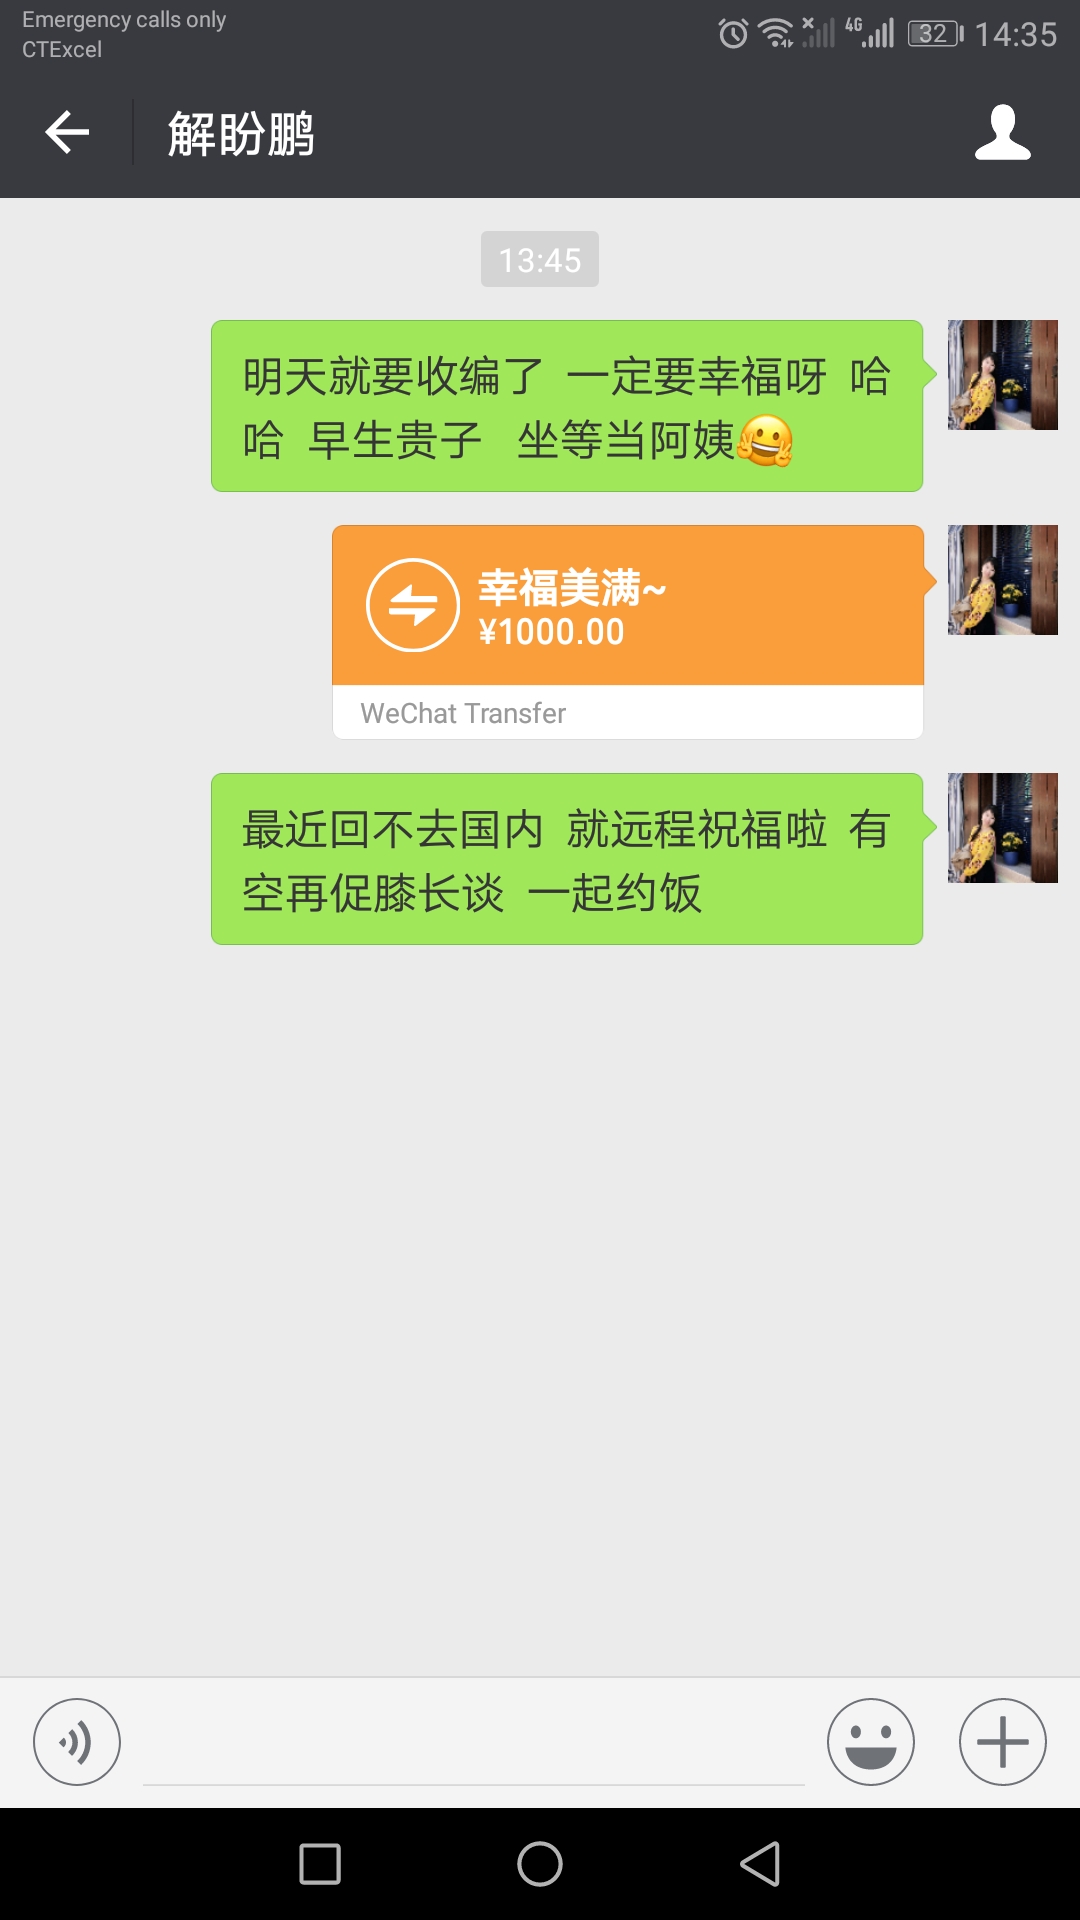 Emergency calls only
CTExcel
4G
32
14:35
解盼鹏
13:45
明天就要收编了 一定要幸福呀 哈
哈 早生贵子 坐等当阿姨🤗
幸福美满~
¥1000.00
WeChat Transfer
最近回不去国内 就远程祝福啦 有
空再促膝长谈 一起约饭